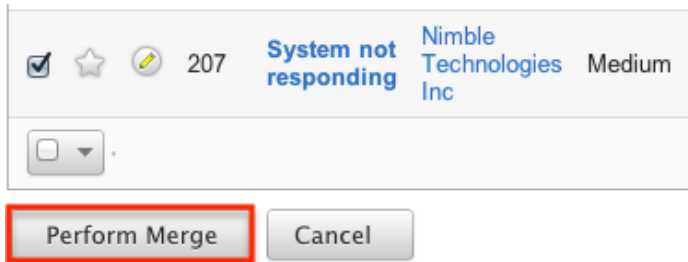 207 System not responding Nimble Technologies Inc Medium
Perform Merge Cancel